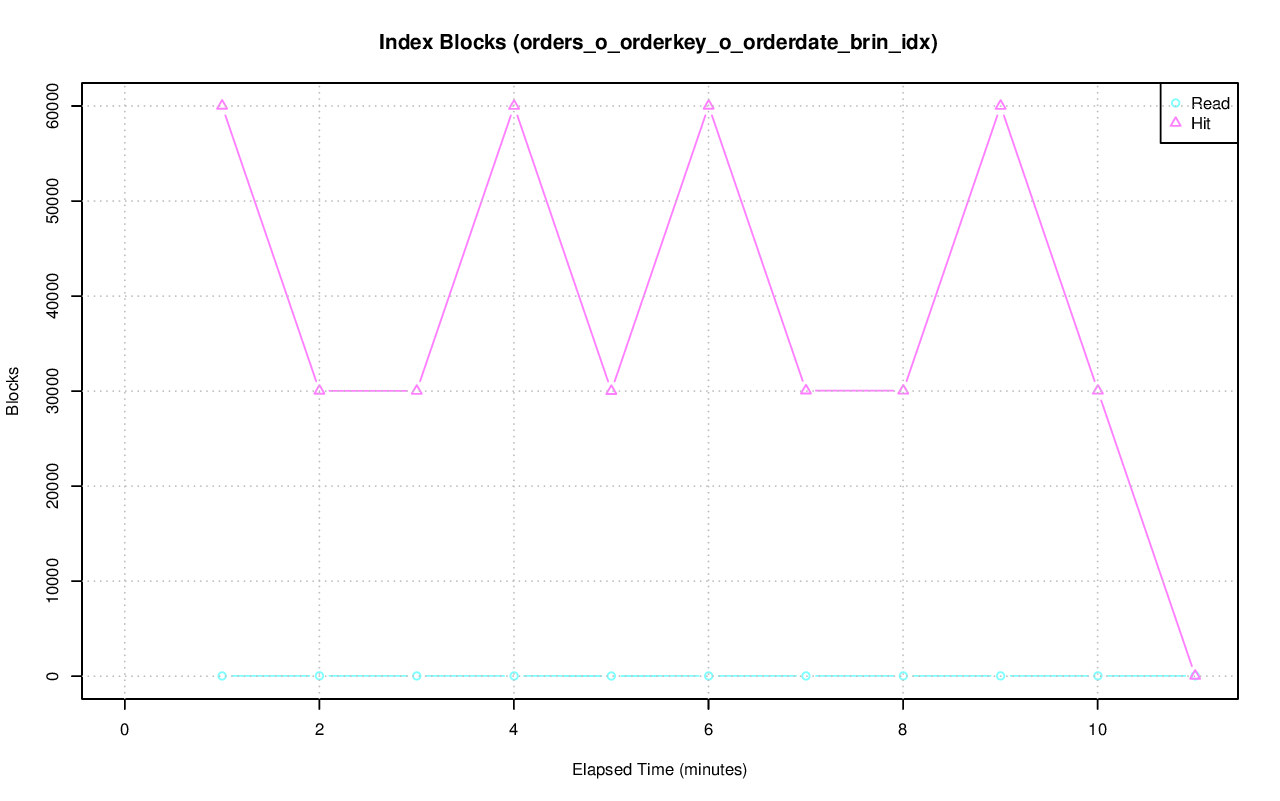 Index Blocks (orders_o_orderkey_o_orderdate_brin_idx)
Read
Hit
Blocks
60000
50000
40000
30000
20000
10000
0
0 2 4 6 8 10
Elapsed Time (minutes)